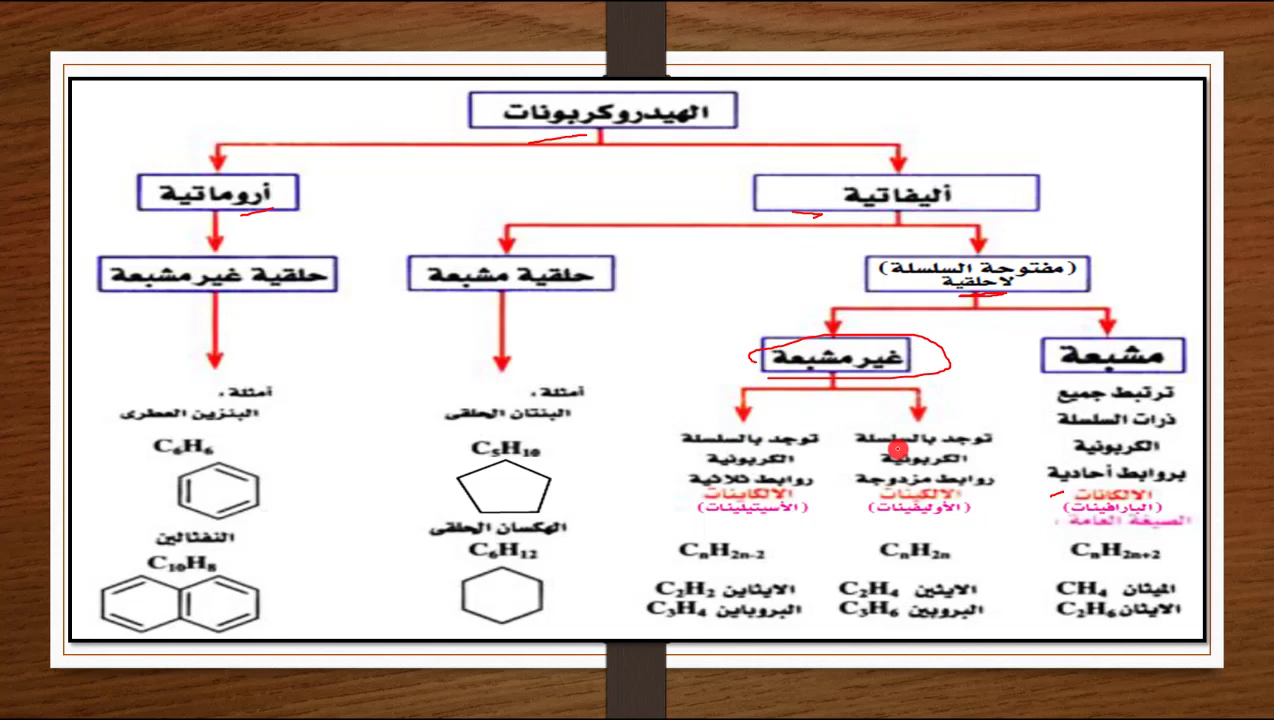 الهيدروكربونات
أليفاتية
أروماتية
(مفتوحة السلسلة)
لاحلقية
حلقية مشبعة
حلقية غير مشبعة
مشبعة
غير مشبعة
ترتبط جميع
ذرات السلسلة
الكربونية
بروابط أحادية
الالكانات
(البارافينات)
الصيغة العامة :
CnH2n+2
الميثان CH4
الايثان C2H6
توجد بالسلسلة
الكربونية
روابط مزدوجة
الالكينات
(الأوليفينات)
CnH2n
الايثين C2H4
البروبين C3H6
توجد بالسلسلة
الكربونية
روابط ثلاثية
الالكاينات
(الأسيتيلينات)
CnH2n-2
الايثاين C2H2
البروباين C3H4
أمثلة :
البنتان الحلقى
C5H10
الهكسان الحلقى
C6H12
أمثلة :
البنزين العطرى
C6H6
النفثالين
C10H8